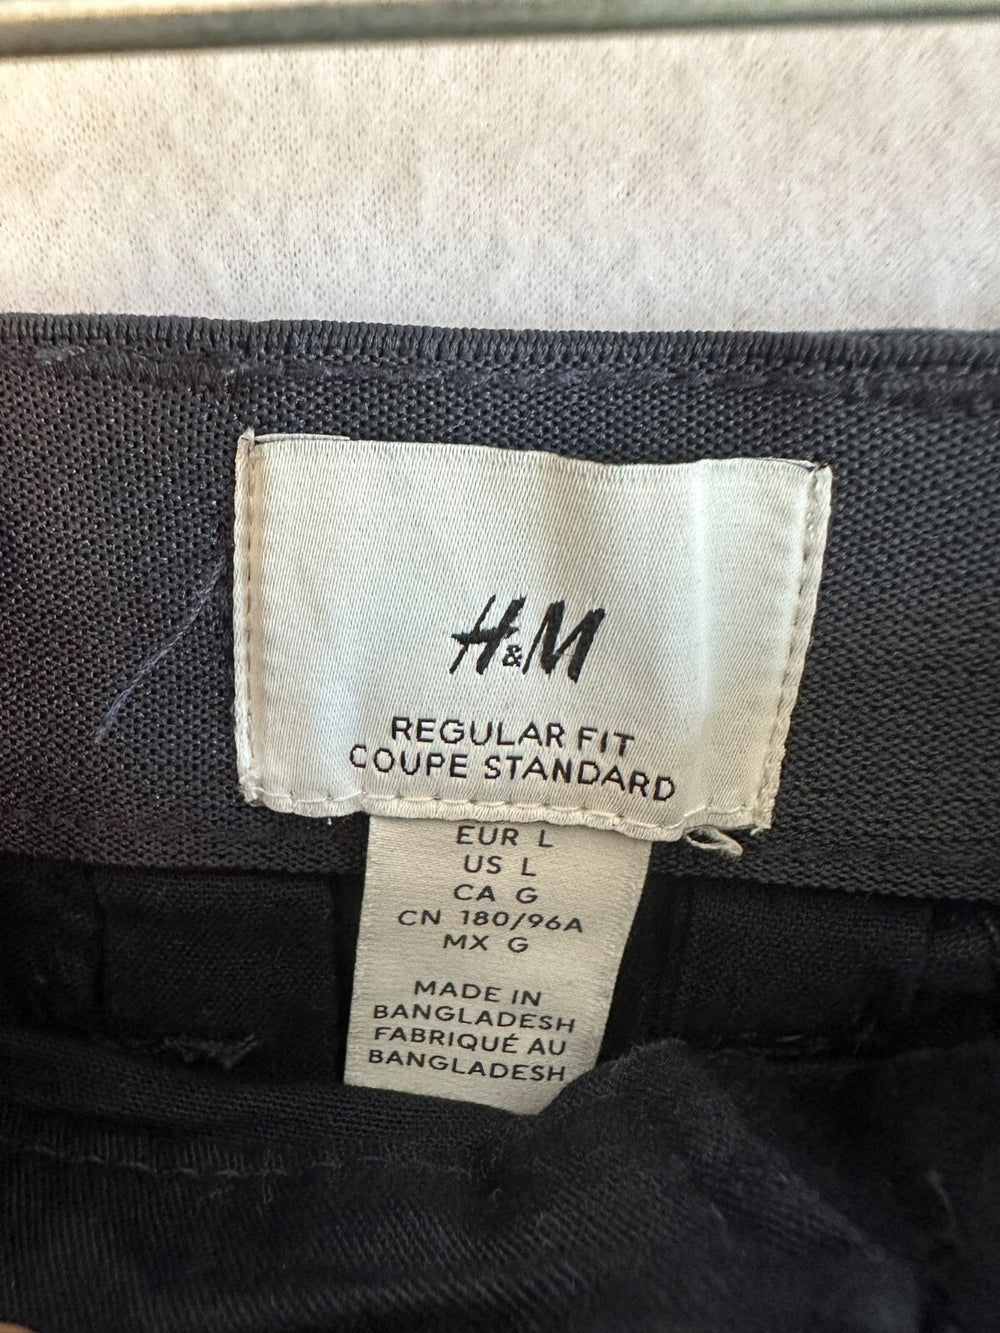 H&M
REGULAR FIT
COUPE STANDARD
EUR L
US L
CA G
CN 180/96A
MX G
MADE IN
BANGLADESH
FABRIQUÉ AU
BANGLADESH